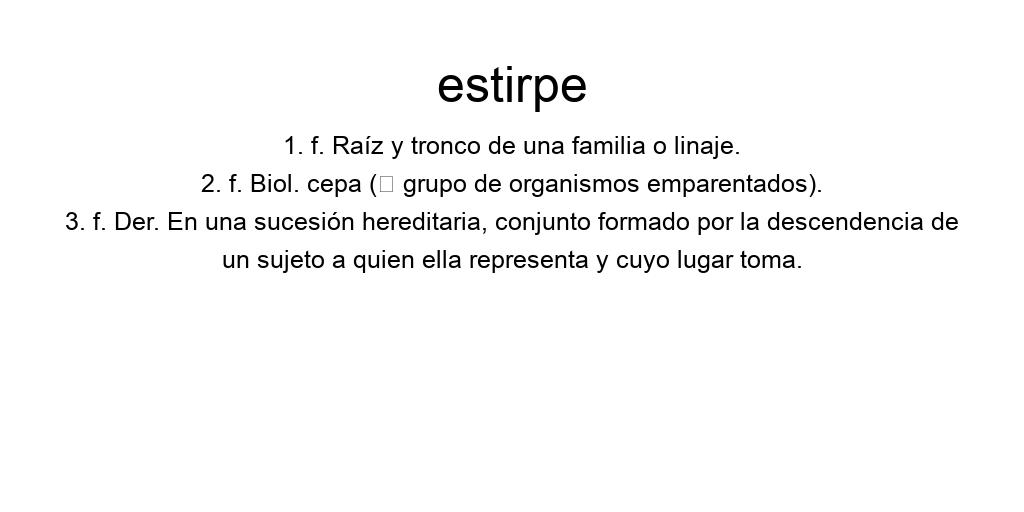 estirpe
1. f. Raíz y tronco de una familia o linaje.
2. f. Biol. cepa (□ grupo de organismos emparentados).
3. f. Der. En una sucesión hereditaria, conjunto formado por la descendencia de
un sujeto a quien ella representa y cuyo lugar toma.